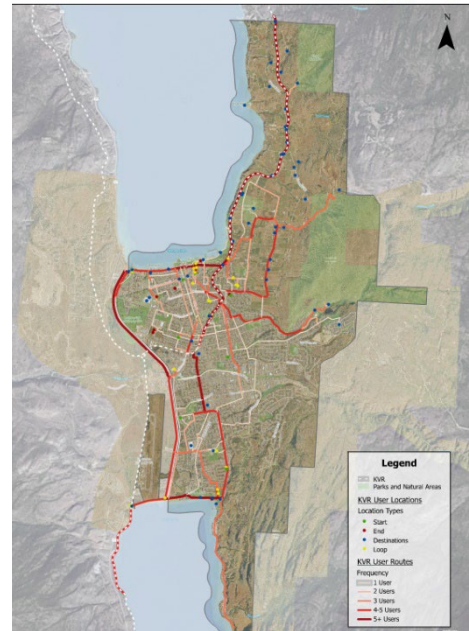 N
Legend
KVR
Parks and Natural Areas
KVR User Locations
Location Types
Start
End
Destinations
Loop
KVR User Routes
Frequency
1 User
2 Users
3 Users
4-5 Users
5+ Users